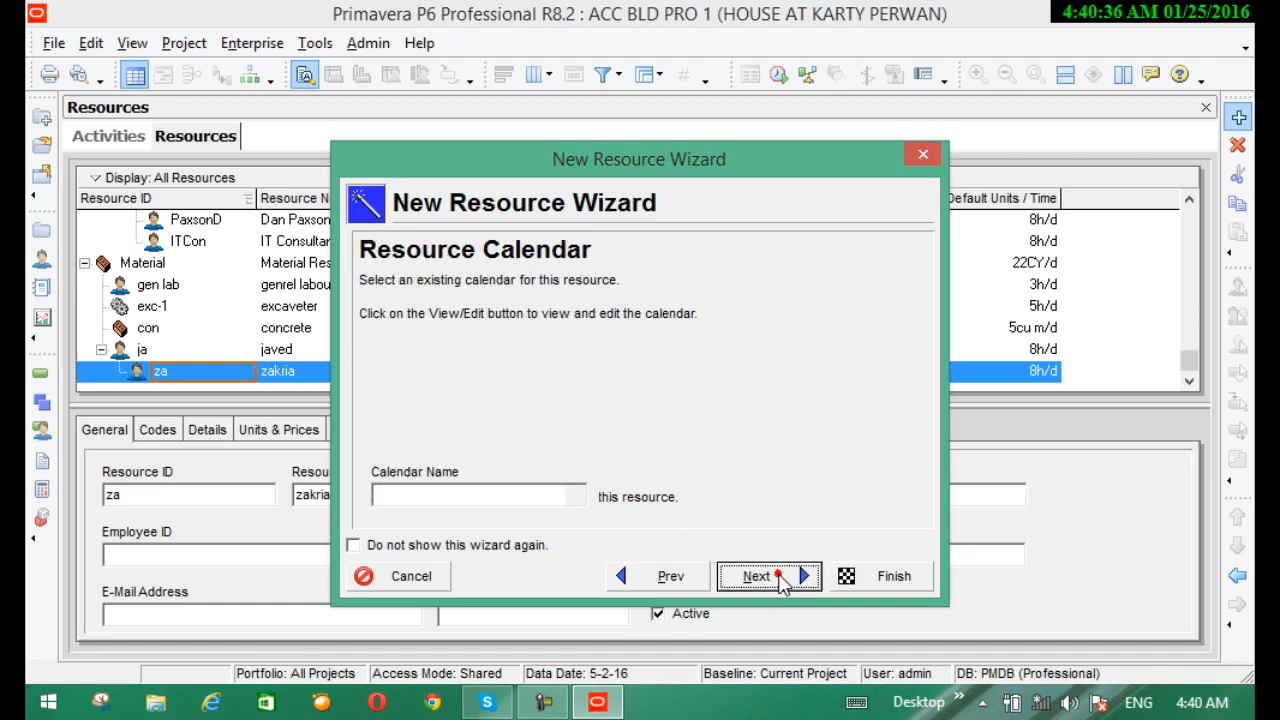 Primavera P6 Professional R8.2 : ACC BLD PRO 1 (HOUSE AT KARTY PERWAN)
4:40:36 AM 01/25/2016
File Edit View Project Enterprise Tools Admin Help
Resources
Activities Resources
Display: All Resources
Resource ID Resource N Default Units / Time
PaxsonD Dan Paxson 8h/d
ITCon IT Consultar 8h/d
Material Material Res 22CY/d
gen lab genrel labou 3h/d
exc-1 excaveter 5h/d
con concrete 5cu m/d
ja javed 8h/d
za zakria 8h/d
General Codes Details Units & Prices
Resource ID Resou
za zakria
Employee ID
E-Mail Address
Active
New Resource Wizard
New Resource Wizard
Resource Calendar
Select an existing calendar for this resource.
Click on the View/Edit button to view and edit the calendar.
Calendar Name
this resource.
Do not show this wizard again.
Cancel Prev Next Finish
Portfolio: All Projects Access Mode: Shared Data Date: 5-2-16 Baseline: Current Project User: admin DB: PMDB (Professional)
Desktop ENG 4:40 AM